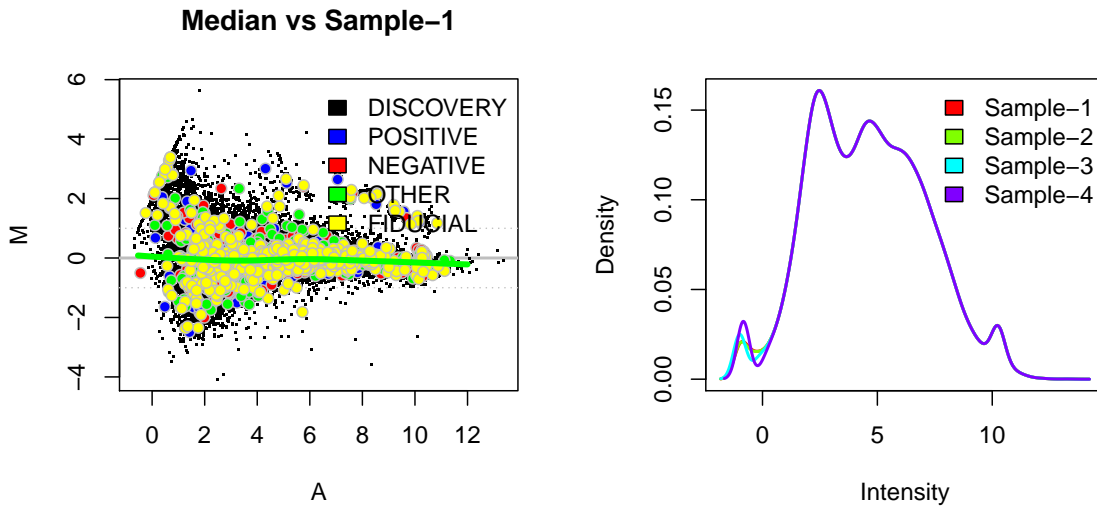 Median vs Sample−1
M
6
4
2
0
−2
−4
DISCOVERY
POSITIVE
NEGATIVE
OTHER
FIDUCIAL
0 2 4 6 8 10 12
A
Density
0.15
0.10
0.05
0.00
Sample−1
Sample−2
Sample−3
Sample−4
0 5 10
Intensity